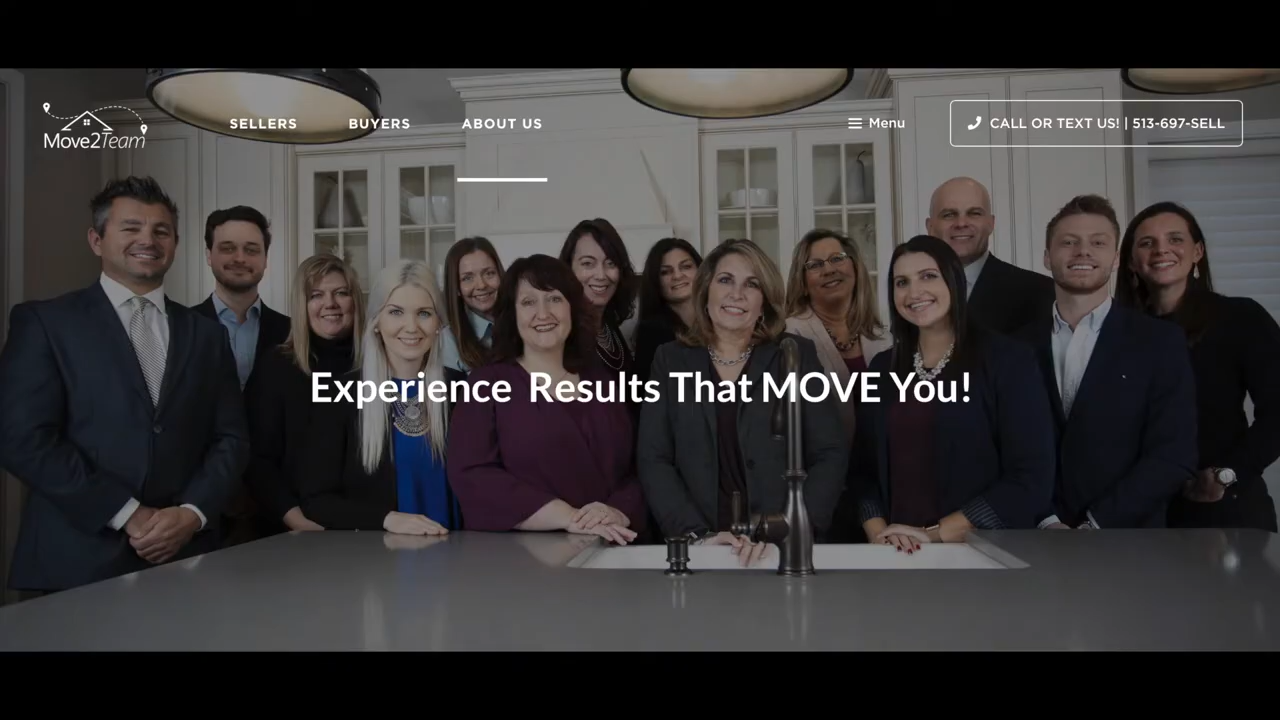 Move2Team
SELLERS
BUYERS
ABOUT US
Menu
CALL OR TEXT US! | 513-697-SELL
Experience Results That MOVE You!